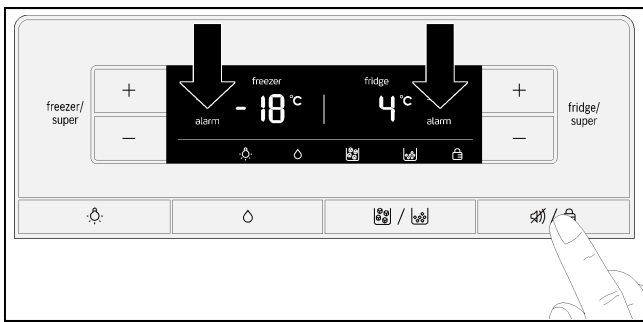 freezer/
super
+
−
freezer
alarm -18 °C
fridge
4 °C alarm
+
−
fridge/
super
/
/